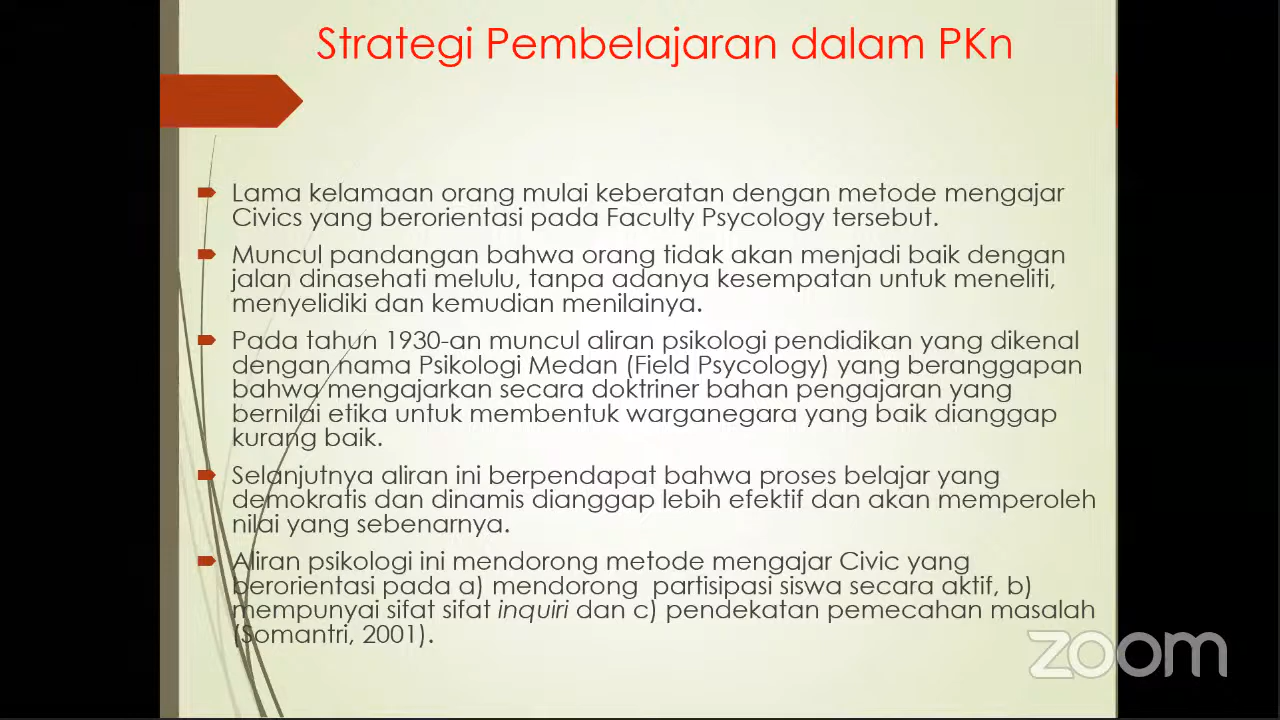 Strategi Pembelajaran dalam PKn
Lama kelamaan orang mulai keberatan dengan metode mengajar
Civics yang berorientasi pada Faculty Psycology tersebut.
Muncul pandangan bahwa orang tidak akan menjadi baik dengan
jalan dinasehati melulu, tanpa adanya kesempatan untuk meneliti,
menyelidiki dan kemudian menilainya.
Pada tahun 1930-an muncul aliran psikologi pendidikan yang dikenal
dengan nama Psikologi Medan (Field Psycology) yang beranggapan
bahwa mengajarkan secara doktriner bahan pengajaran yang
bernilai etika untuk membentuk warganegara yang baik dianggap
kurang baik.
Selanjutnya aliran ini berpendapat bahwa proses belajar yang
demokratis dan dinamis dianggap lebih efektif dan akan memperoleh
nilai yang sebenarnya.
Aliran psikologi ini mendorong metode mengajar Civic yang
berorientasi pada a) mendorong  partisipasi siswa secara aktif, b)
mempunyai sifat sifat inquiri dan c) pendekatan pemecahan masalah
(Somantri, 2001).
zoom